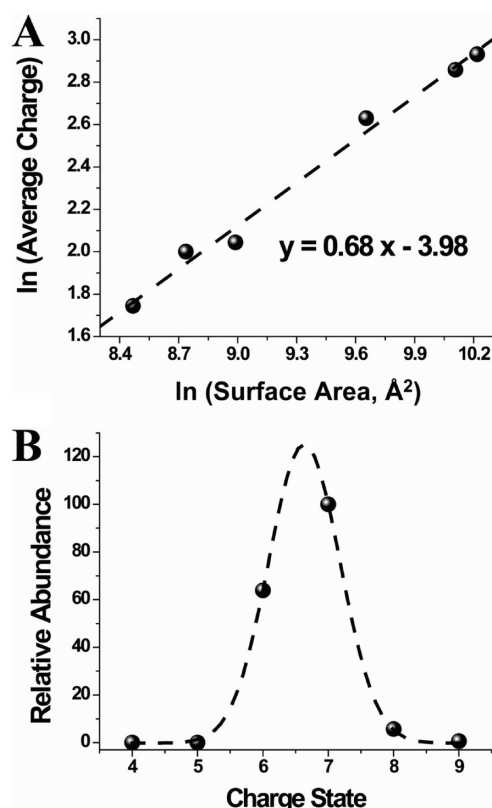 A
ln (Average Charge)
3.0
2.8
2.6
2.4
2.2
2.0
1.8
1.6
y = 0.68 x - 3.98
8.4 8.7 9.0 9.3 9.6 9.9 10.2
ln (Surface Area, Å²)
B
Relative Abundance
120
100
80
60
40
20
0
4 5 6 7 8 9
Charge State